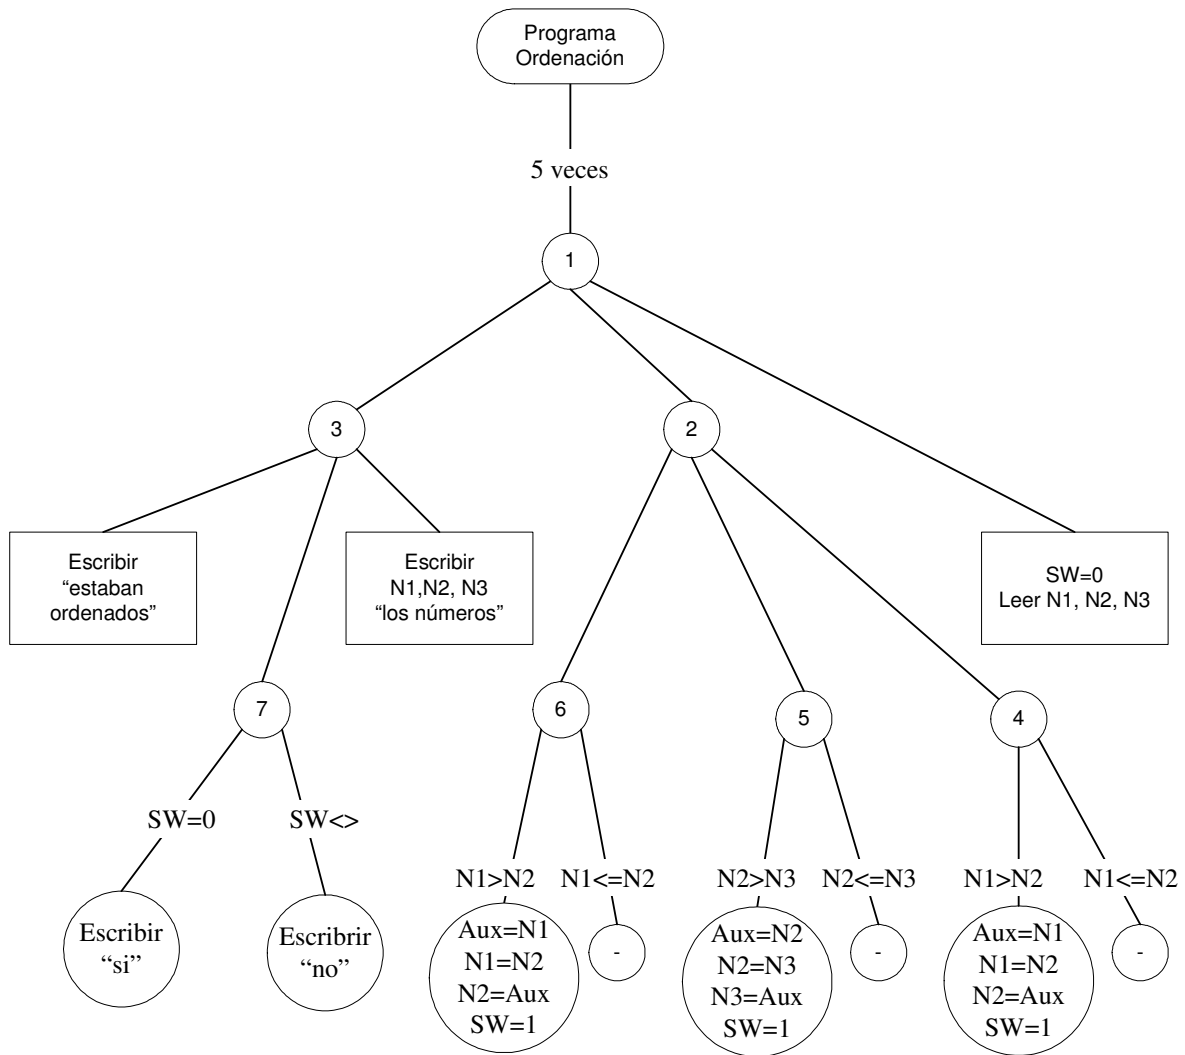 Programa
Ordenación
5 veces
1
3
2
Escribir
“estaban
ordenados”
Escribir
N1,N2, N3
“los números”
SW=0
Leer N1, N2, N3
7
6
5
4
SW=0
SW<>
N1>N2
N1<=N2
N2>N3
N2<=N3
N1>N2
N1<=N2
Escribir
“si”
Escribrir
“no”
Aux=N1
N1=N2
N2=Aux
SW=1
-
Aux=N2
N2=N3
N3=Aux
SW=1
-
Aux=N1
N1=N2
N2=Aux
SW=1
-